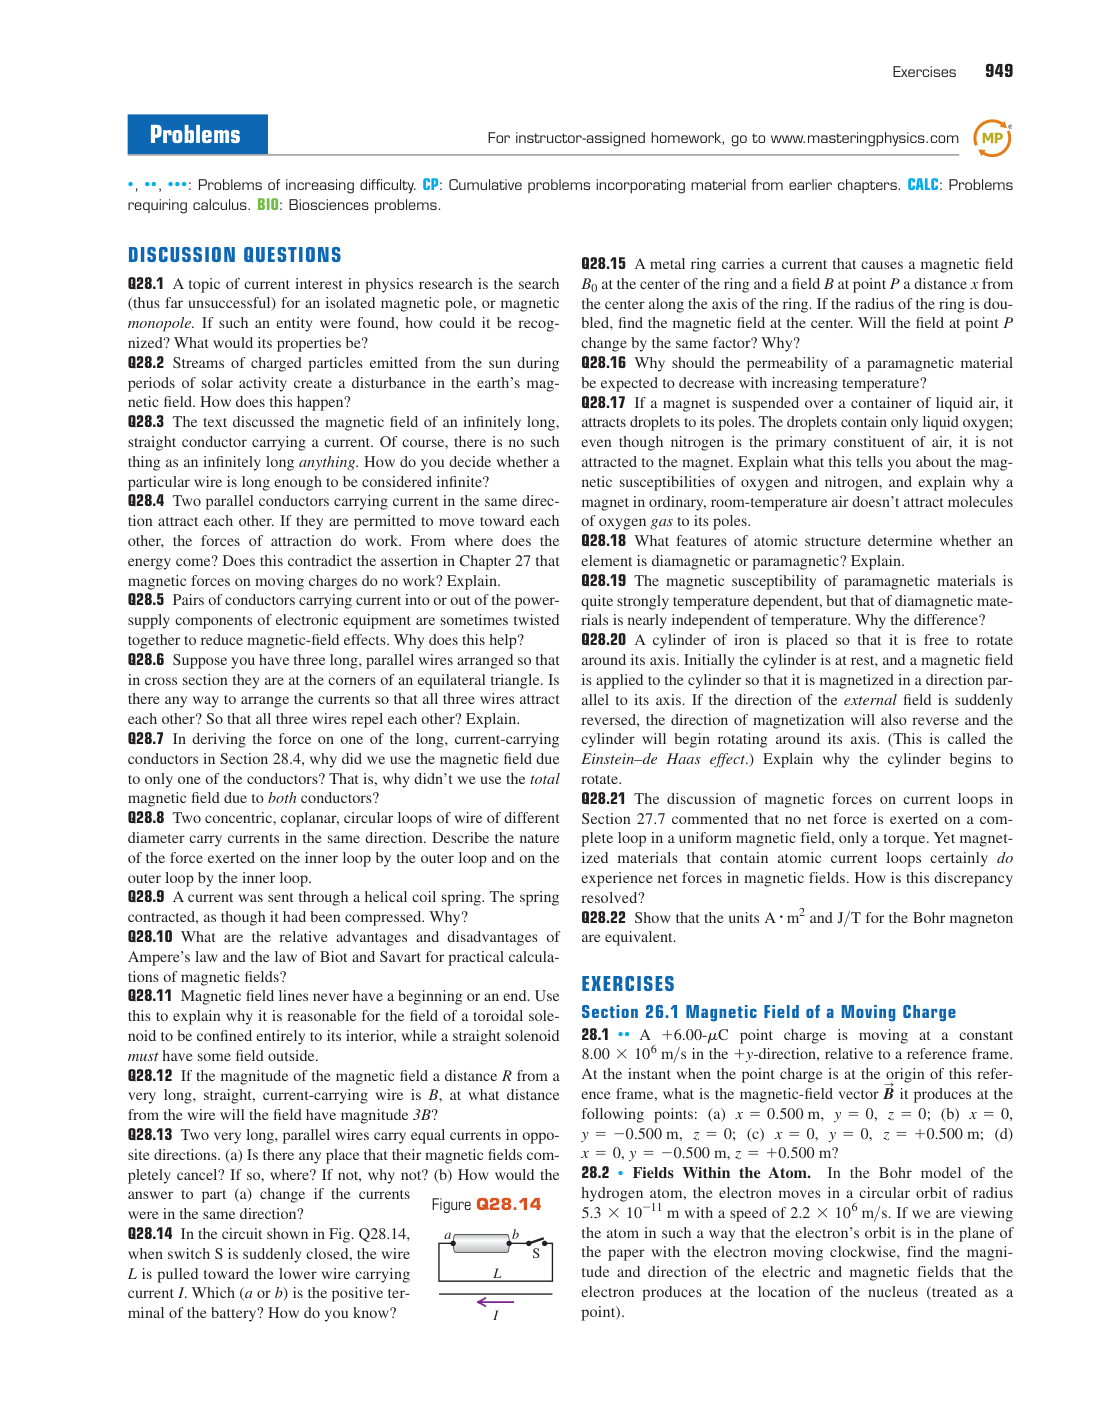 Exercises 949
Problems
For instructor-assigned homework, go to www.masteringphysics.com
MP
®
•, ••, •••: Problems of increasing difficulty. CP: Cumulative problems incorporating material from earlier chapters. CALC: Problems
requiring calculus. BIO: Biosciences problems.
DISCUSSION QUESTIONS
Q28.1 A topic of current interest in physics research is the search
(thus far unsuccessful) for an isolated magnetic pole, or magnetic
monopole. If such an entity were found, how could it be recog-
nized? What would its properties be?
Q28.2 Streams of charged particles emitted from the sun during
periods of solar activity create a disturbance in the earth's mag-
netic field. How does this happen?
Q28.3 The text discussed the magnetic field of an infinitely long,
straight conductor carrying a current. Of course, there is no such
thing as an infinitely long anything. How do you decide whether a
particular wire is long enough to be considered infinite?
Q28.4 Two parallel conductors carrying current in the same direc-
tion attract each other. If they are permitted to move toward each
other, the forces of attraction do work. From where does the
energy come? Does this contradict the assertion in Chapter 27 that
magnetic forces on moving charges do no work? Explain.
Q28.5 Pairs of conductors carrying current into or out of the power-
supply components of electronic equipment are sometimes twisted
together to reduce magnetic-field effects. Why does this help?
Q28.6 Suppose you have three long, parallel wires arranged so that
in cross section they are at the corners of an equilateral triangle. Is
there any way to arrange the currents so that all three wires attract
each other? So that all three wires repel each other? Explain.
Q28.7 In deriving the force on one of the long, current-carrying
conductors in Section 28.4, why did we use the magnetic field due
to only one of the conductors? That is, why didn't we use the total
magnetic field due to both conductors?
Q28.8 Two concentric, coplanar, circular loops of wire of different
diameter carry currents in the same direction. Describe the nature
of the force exerted on the inner loop by the outer loop and on the
outer loop by the inner loop.
Q28.9 A current was sent through a helical coil spring. The spring
contracted, as though it had been compressed. Why?
Q28.10 What are the relative advantages and disadvantages of
Ampere's law and the law of Biot and Savart for practical calcula-
tions of magnetic fields?
Q28.11 Magnetic field lines never have a beginning or an end. Use
this to explain why it is reasonable for the field of a toroidal sole-
noid to be confined entirely to its interior, while a straight solenoid
must have some field outside.
Q28.12 If the magnitude of the magnetic field a distance R from a
very long, straight, current-carrying wire is B, at what distance
from the wire will the field have magnitude 3B?
Q28.13 Two very long, parallel wires carry equal currents in oppo-
site directions. (a) Is there any place that their magnetic fields com-
pletely cancel? If so, where? If not, why not? (b) How would the
answer to part (a) change if the currents
were in the same direction?
Q28.14 In the circuit shown in Fig. Q28.14,
when switch S is suddenly closed, the wire
L is pulled toward the lower wire carrying
current I. Which (a or b) is the positive ter-
minal of the battery? How do you know?
Figure Q28.14
a b
S
L
I
Q28.15 A metal ring carries a current that causes a magnetic field
B₀ at the center of the ring and a field B at point P a distance x from
the center along the axis of the ring. If the radius of the ring is dou-
bled, find the magnetic field at the center. Will the field at point P
change by the same factor? Why?
Q28.16 Why should the permeability of a paramagnetic material
be expected to decrease with increasing temperature?
Q28.17 If a magnet is suspended over a container of liquid air, it
attracts droplets to its poles. The droplets contain only liquid oxygen;
even though nitrogen is the primary constituent of air, it is not
attracted to the magnet. Explain what this tells you about the mag-
netic susceptibilities of oxygen and nitrogen, and explain why a
magnet in ordinary, room-temperature air doesn't attract molecules
of oxygen gas to its poles.
Q28.18 What features of atomic structure determine whether an
element is diamagnetic or paramagnetic? Explain.
Q28.19 The magnetic susceptibility of paramagnetic materials is
quite strongly temperature dependent, but that of diamagnetic mate-
rials is nearly independent of temperature. Why the difference?
Q28.20 A cylinder of iron is placed so that it is free to rotate
around its axis. Initially the cylinder is at rest, and a magnetic field
is applied to the cylinder so that it is magnetized in a direction par-
allel to its axis. If the direction of the external field is suddenly
reversed, the direction of magnetization will also reverse and the
cylinder will begin rotating around its axis. (This is called the
Einstein–de Haas effect.) Explain why the cylinder begins to
rotate.
Q28.21 The discussion of magnetic forces on current loops in
Section 27.7 commented that no net force is exerted on a com-
plete loop in a uniform magnetic field, only a torque. Yet magnet-
ized materials that contain atomic current loops certainly do
experience net forces in magnetic fields. How is this discrepancy
resolved?
Q28.22 Show that the units A · m² and J/T for the Bohr magneton
are equivalent.
EXERCISES
Section 26.1 Magnetic Field of a Moving Charge
28.1 •• A +6.00-μC point charge is moving at a constant
8.00 × 10⁶ m/s in the +y-direction, relative to a reference frame.
At the instant when the point charge is at the origin of this refer-
ence frame, what is the magnetic-field vector B⃗ it produces at the
following points: (a) x = 0.500 m, y = 0, z = 0; (b) x = 0,
y = −0.500 m, z = 0; (c) x = 0, y = 0, z = +0.500 m; (d)
x = 0, y = −0.500 m, z = +0.500 m?
28.2 • Fields Within the Atom. In the Bohr model of the
hydrogen atom, the electron moves in a circular orbit of radius
5.3 × 10⁻¹¹ m with a speed of 2.2 × 10⁶ m/s. If we are viewing
the atom in such a way that the electron's orbit is in the plane of
the paper with the electron moving clockwise, find the magni-
tude and direction of the electric and magnetic fields that the
electron produces at the location of the nucleus (treated as a
point).